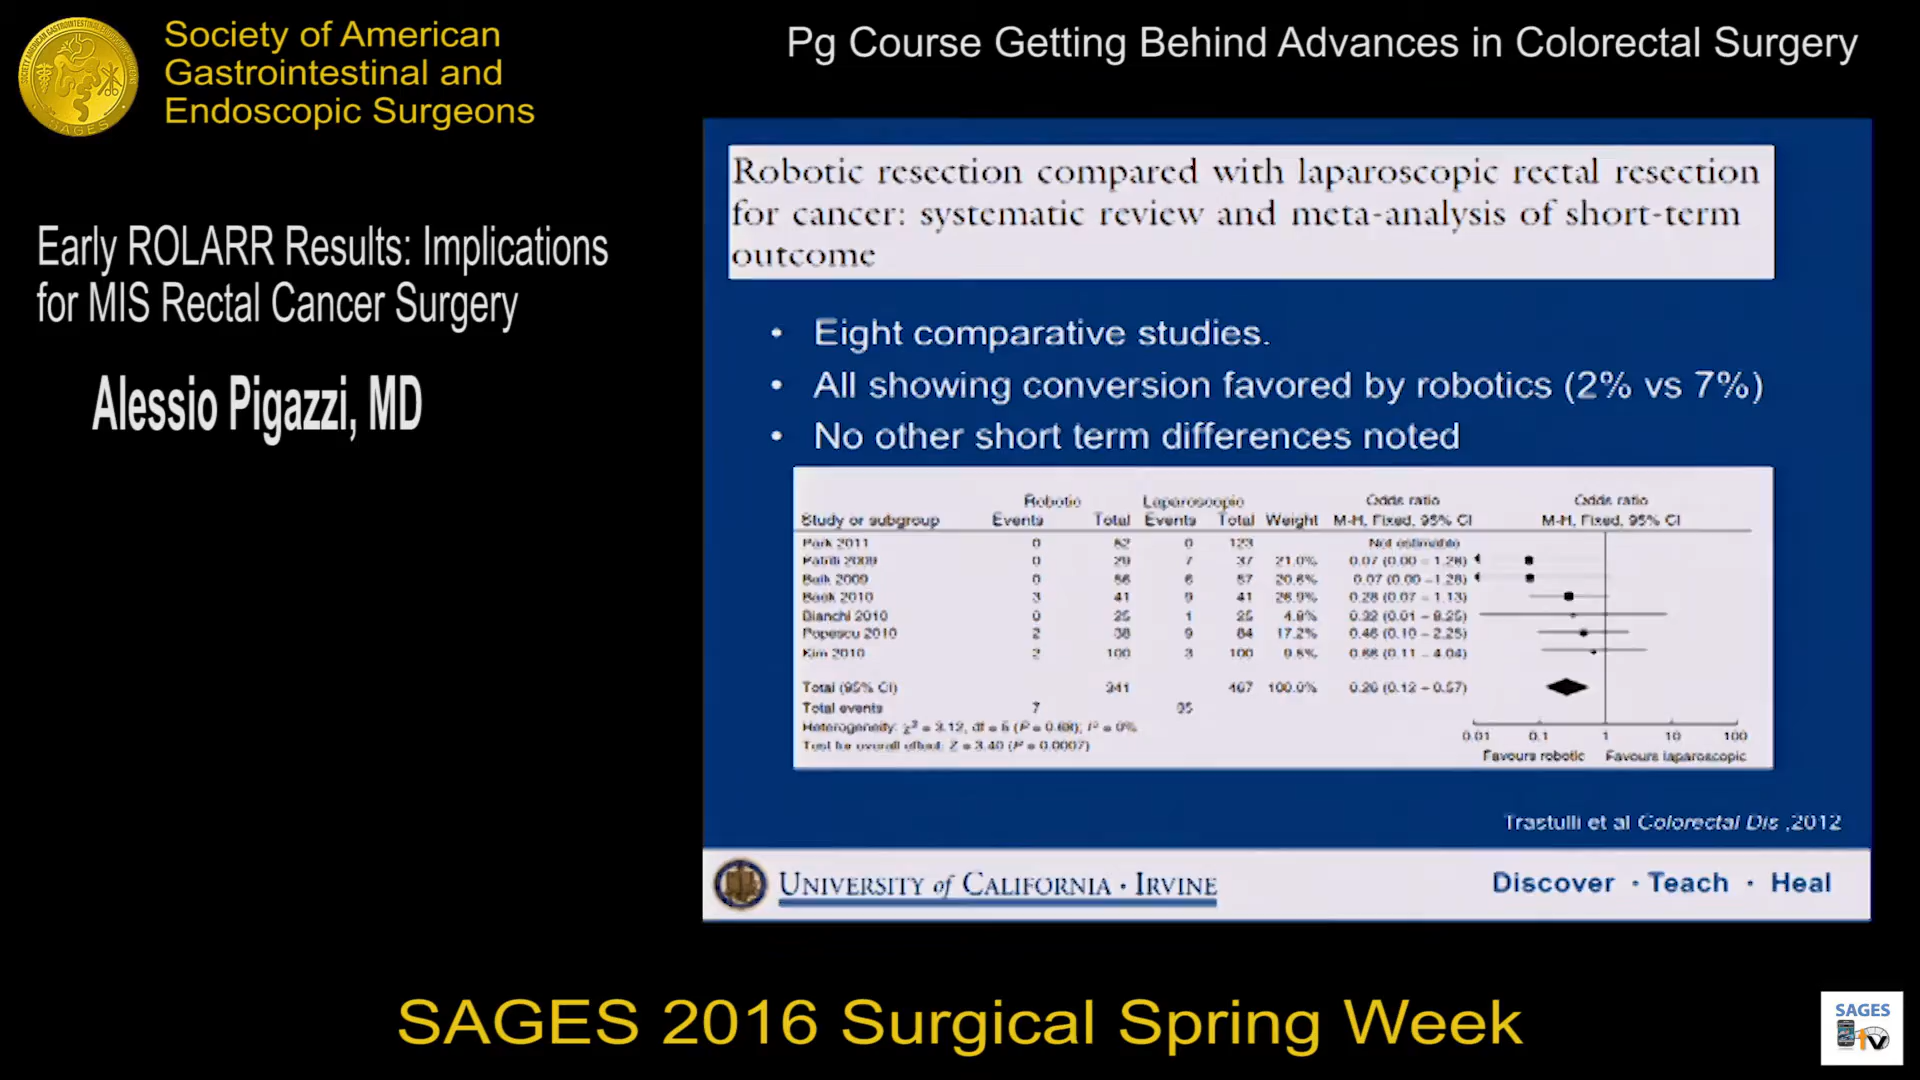 Society of American
Gastrointestinal and
Endoscopic Surgeons
Pg Course Getting Behind Advances in Colorectal Surgery
Early ROLARR Results: Implications
for MIS Rectal Cancer Surgery
Alessio Pigazzi, MD
Robotic resection compared with laparoscopic rectal resection
for cancer: systematic review and meta-analysis of short-term
outcome
• Eight comparative studies.
• All showing conversion favored by robotics (2% vs 7%)
• No other short term differences noted
Robotic Laparoscopic Odds ratio Odds ratio
Study or subgroup Events Total Events Total Weight M-H, Fixed, 95% CI M-H, Fixed, 95% CI
Park 2011 0 52 0 123 Not estimable
Patriti 2009 0 29 7 37 21.0% 0.07 (0.00 – 1.28)
Baik 2009 0 56 6 57 20.6% 0.07 (0.00 – 1.28)
Baek 2010 3 41 9 41 26.9% 0.28 (0.07 – 1.13)
Bianchi 2010 0 25 1 25 4.8% 0.32 (0.01 – 8.25)
Popescu 2010 2 38 9 84 17.2% 0.46 (0.10 – 2.25)
Kim 2010 2 100 3 100 0.66 (0.11 – 4.04)
Total (95% CI) 341 467 100.0% 0.26 (0.12 – 0.57)
Total events 7 35
Heterogeneity: χ² = 3.12, df = 5 (P = 0.68); I² = 0%
Test for overall effect: Z = 3.40 (P = 0.0007)
0.01 0.1 1 10 100
Favours robotic Favours laparoscopic
Trastulli et al Colorectal Dis ,2012
UNIVERSITY of CALIFORNIA · IRVINE
Discover · Teach · Heal
SAGES 2016 Surgical Spring Week
SAGES
TV
SAGES